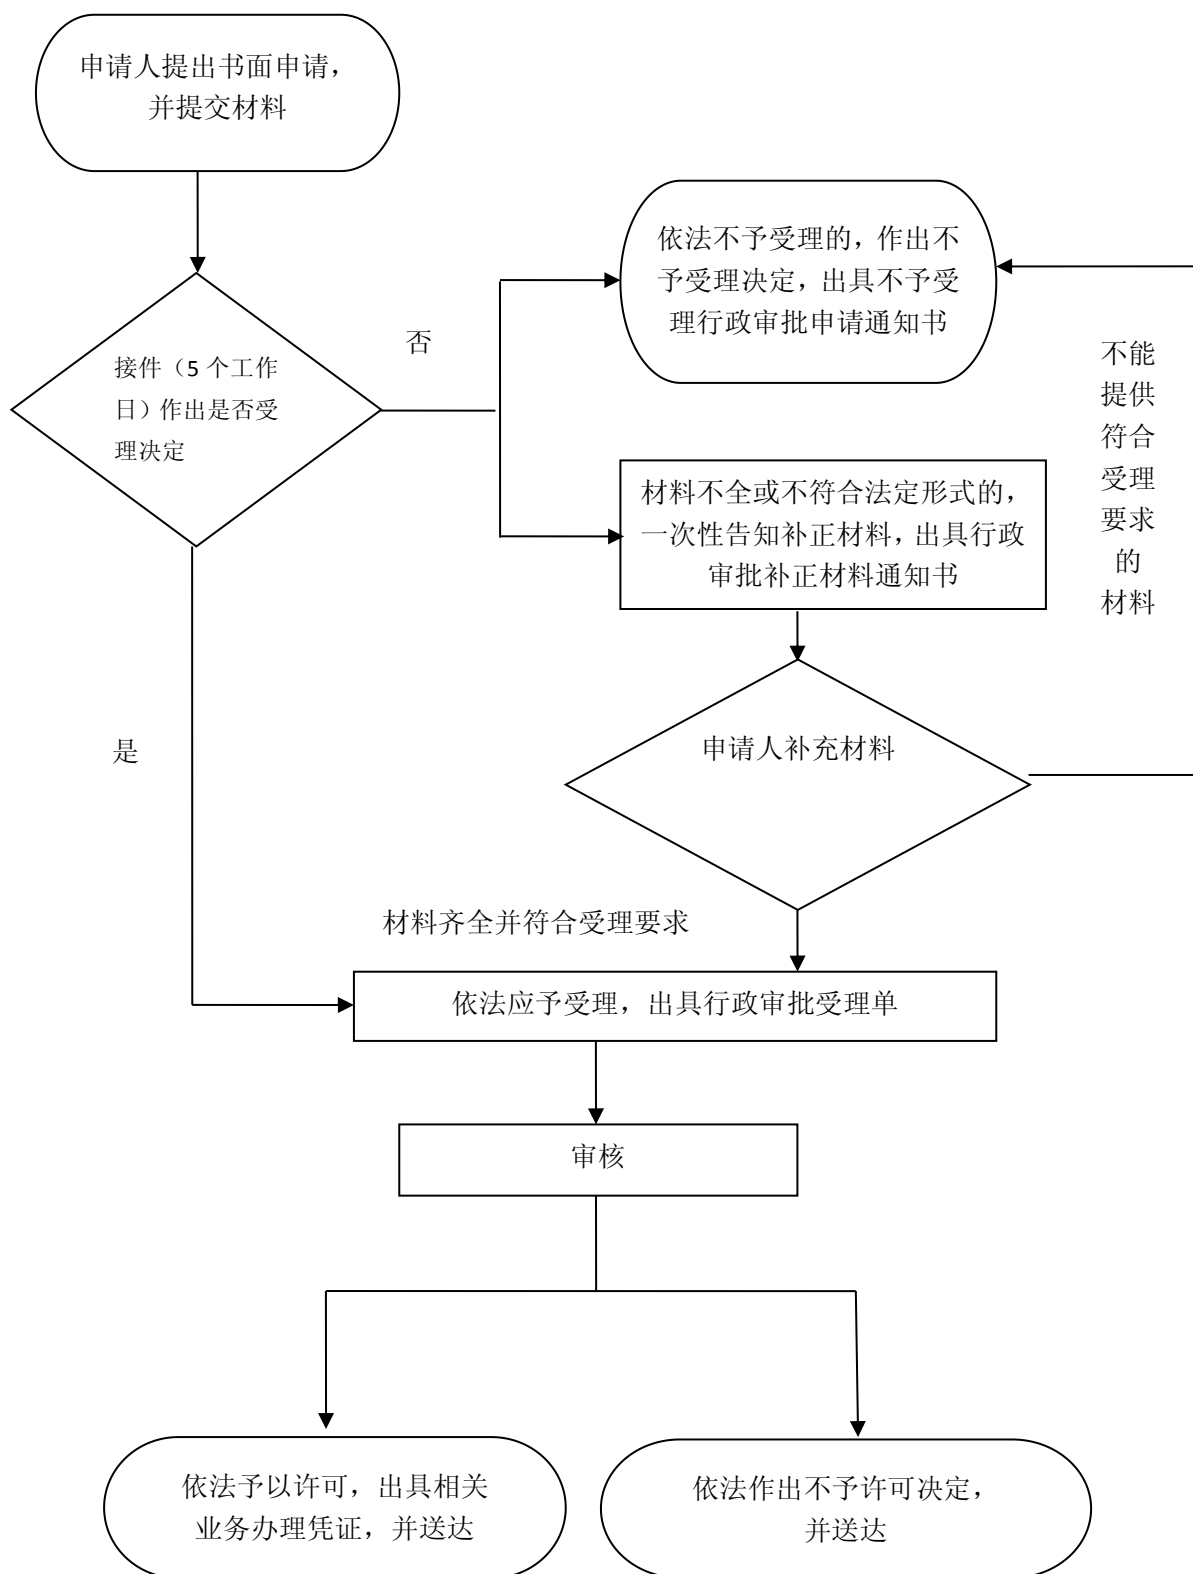 申请人提出书面申请，
并提交材料
依法不予受理的，作出不
予受理决定，出具不予受
理行政审批申请通知书
否
接件（5 个工作
日）作出是否受
理决定
不能
提供
符合
受理
要求
的
材料
材料不全或不符合法定形式的，
一次性告知补正材料，出具行政
审批补正材料通知书
是
申请人补充材料
材料齐全并符合受理要求
依法应予受理，出具行政审批受理单
审核
依法予以许可，出具相关
业务办理凭证，并送达
依法作出不予许可决定，
并送达